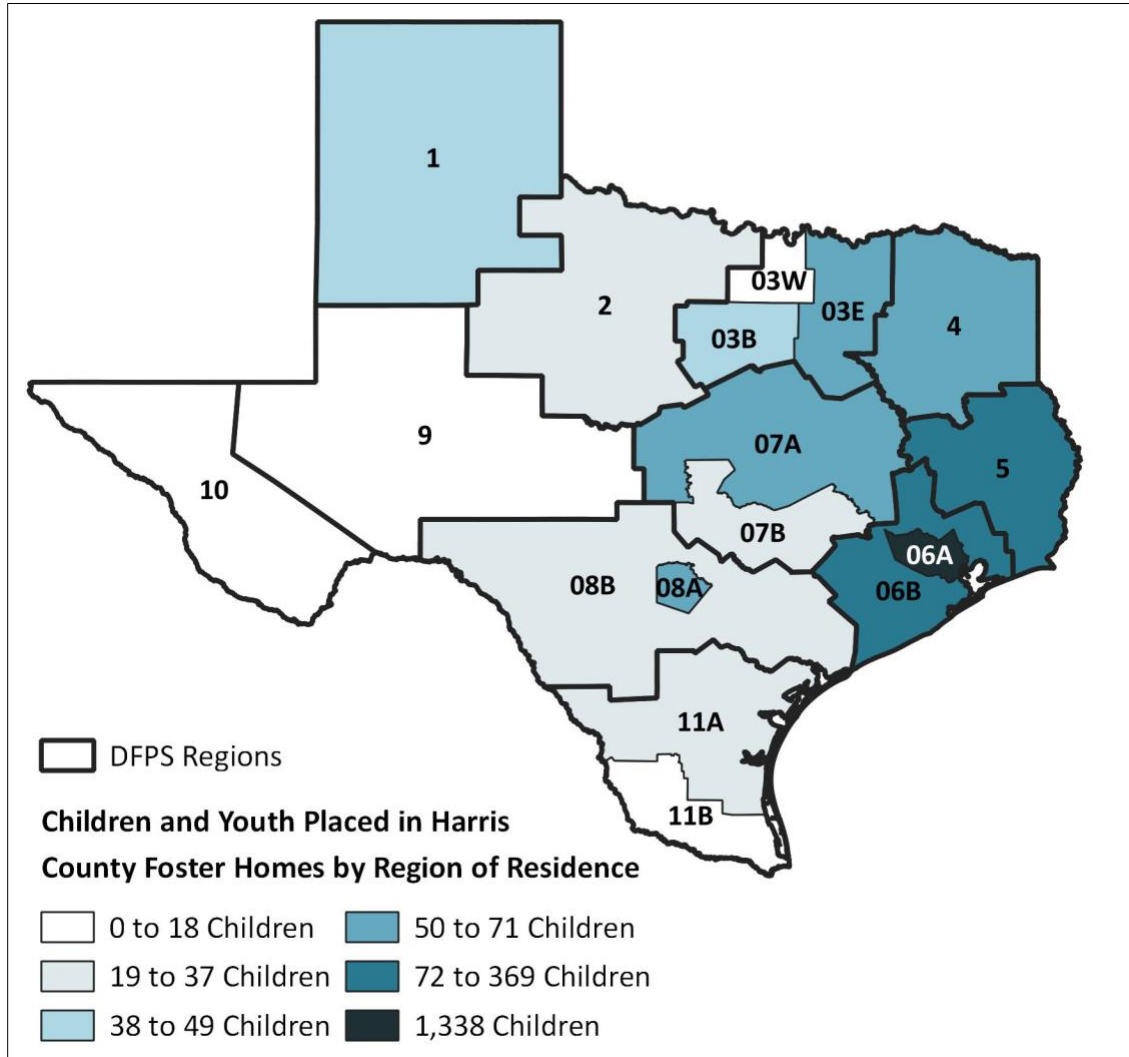 1
2
03W
03E
03B
4
9
10
07A
5
07B
06A
06B
08B
08A
11A
11B
DFPS Regions
Children and Youth Placed in Harris
County Foster Homes by Region of Residence
0 to 18 Children
50 to 71 Children
19 to 37 Children
72 to 369 Children
38 to 49 Children
1,338 Children